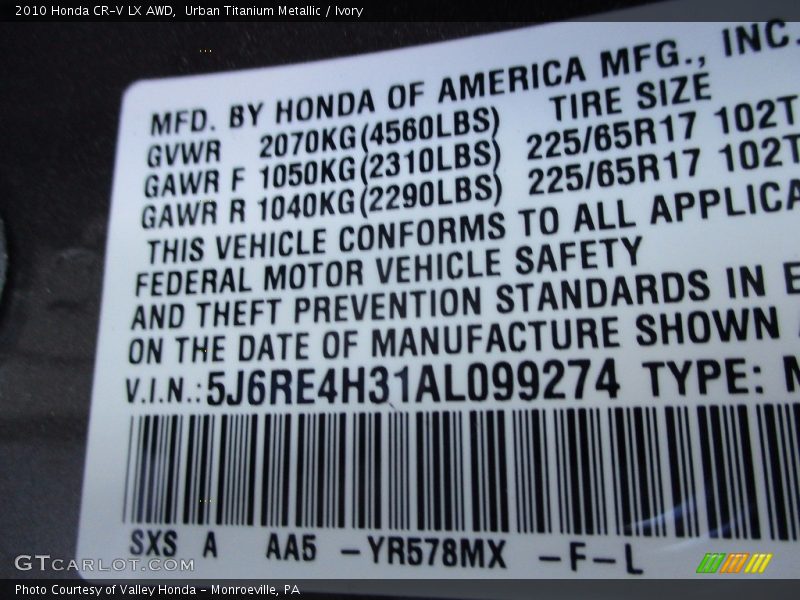 2010 Honda CR-V LX AWD,  Urban Titanium Metallic / Ivory
MFD. BY HONDA OF AMERICA MFG., INC.
GVWR 2070KG(4560LBS) TIRE SIZE
GAWR F 1050KG(2310LBS) 225/65R17 102T
GAWR R 1040KG(2290LBS) 225/65R17 102T
THIS VEHICLE CONFORMS TO ALL APPLICA
FEDERAL MOTOR VEHICLE SAFETY
AND THEFT PREVENTION STANDARDS IN E
ON THE DATE OF MANUFACTURE SHOWN
V.I.N.:5J6RE4H31AL099274 TYPE: M
SXS A AA5 -YR578MX -F-L
GTCARLOT.COM
Photo Courtesy of Valley Honda - Monroeville, PA